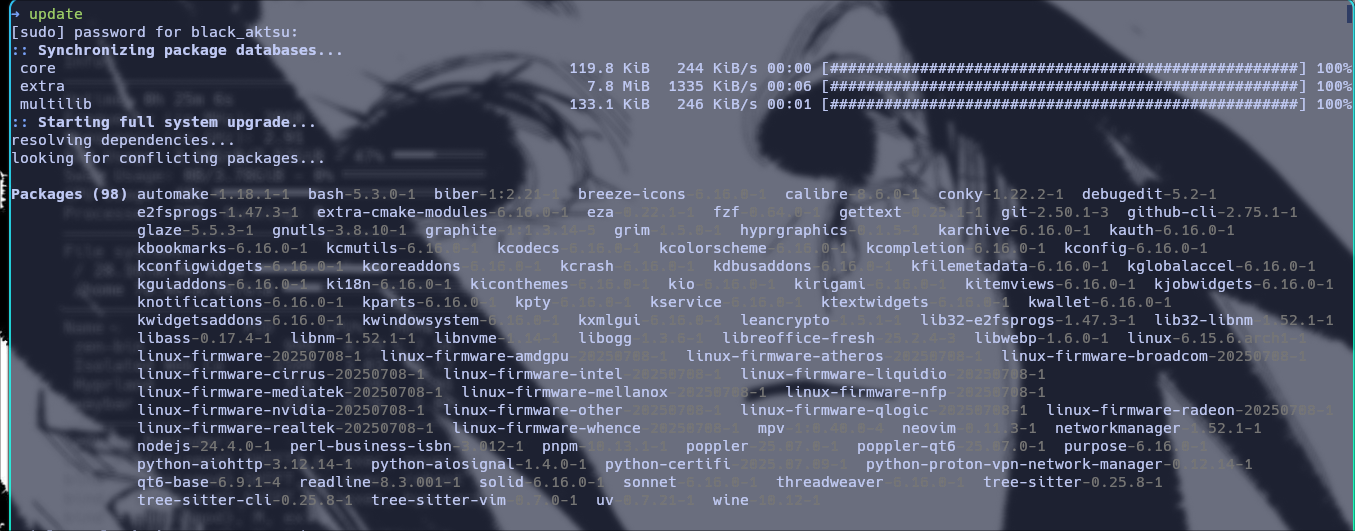 → update
[sudo] password for black_aktsu:
:: Synchronizing package databases...
core 119.8 KiB 244 KiB/s 00:00 [####################################################] 100%
extra 7.8 MiB 1335 KiB/s 00:06 [####################################################] 100%
multilib 133.1 KiB 246 KiB/s 00:01 [####################################################] 100%
:: Starting full system upgrade...
resolving dependencies...
looking for conflicting packages...
Packages (98) automake-1.18.1-1 bash-5.3.0-1 biber-1:2.21-1 breeze-icons-6.16.0-1 calibre-8.6.0-1 conky-1.22.2-1 debugedit-5.2-1
e2fsprogs-1.47.3-1 extra-cmake-modules-6.16.0-1 eza-0.22.1-1 fzf-0.64.0-1 gettext-0.25.1-1 git-2.50.1-3 github-cli-2.75.1-1
glaze-5.5.3-1 gnutls-3.8.10-1 graphite-1:1.3.14-5 grim-1.5.0-1 hyprgraphics-0.1.5-1 karchive-6.16.0-1 kauth-6.16.0-1
kbookmarks-6.16.0-1 kcmutils-6.16.0-1 kcodecs-6.16.0-1 kcolorscheme-6.16.0-1 kcompletion-6.16.0-1 kconfig-6.16.0-1
kconfigwidgets-6.16.0-1 kcoreaddons-6.16.0-1 kcrash-6.16.0-1 kdbusaddons-6.16.0-1 kfilemetadata-6.16.0-1 kglobalaccel-6.16.0-1
kguiaddons-6.16.0-1 ki18n-6.16.0-1 kiconthemes-6.16.0-1 kio-6.16.0-1 kirigami-6.16.0-1 kitemviews-6.16.0-1 kjobwidgets-6.16.0-1
knotifications-6.16.0-1 kparts-6.16.0-1 kpty-6.16.0-1 kservice-6.16.0-1 ktextwidgets-6.16.0-1 kwallet-6.16.0-1
kwidgetsaddons-6.16.0-1 kwindowsystem-6.16.0-1 kxmlgui-6.16.0-1 leancrypto lib32-e2fsprogs-1.47.3-1 lib32-libnm-1.52.1-1
libass-0.17.4-1 libnm-1.52.1-1 libnvme-1.14-1 libogg-1.3.6-1 libreoffice-fresh-25.2.4-3 libwebp-1.6.0-1 linux-6.15.6.arch1-1
linux-firmware-20250708-1 linux-firmware-amdgpu-20250708-1 linux-firmware-atheros-20250708-1 linux-firmware-broadcom-20250708-1
linux-firmware-cirrus-20250708-1 linux-firmware-intel-20250708-1 linux-firmware-liquidio-20250708-1
linux-firmware-mediatek-20250708-1 linux-firmware-mellanox-20250708-1 linux-firmware-nfp-20250708-1
linux-firmware-nvidia-20250708-1 linux-firmware-other-20250708-1 linux-firmware-qlogic-20250708-1 linux-firmware-radeon-20250708-1
linux-firmware-realtek-20250708-1 linux-firmware-whence-20250708-1 mpv-1:0.40.0-4 neovim-0.11.3-1 networkmanager-1.52.1-1
nodejs-24.4.0-1 perl-business-isbn-3.012-1 pnpm poppler-25.07.0-1 poppler-qt6-25.07.0-1 purpose-6.16.0-1
python-aiohttp-3.12.14-1 python-aiosignal-1.4.0-1 python-certifi python-proton-vpn-network-manager-0.12.14-1
qt6-base-6.9.1-4 readline-8.3.001-1 solid-6.16.0-1 sonnet-6.16.0-1 threadweaver-6.16.0-1 tree-sitter-0.25.8-1
tree-sitter-cli-0.25.8-1 tree-sitter-vim uv-0.7.21-1 wine-10.12-1